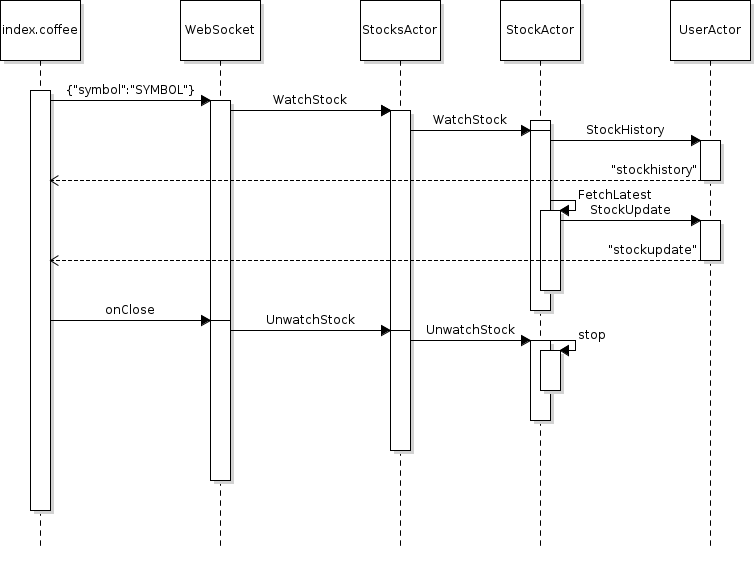 index.coffee
WebSocket
StocksActor
StockActor
UserActor
{"symbol":"SYMBOL"}
WatchStock
WatchStock
StockHistory
"stockhistory"
FetchLatest
StockUpdate
"stockupdate"
onClose
UnwatchStock
UnwatchStock
stop